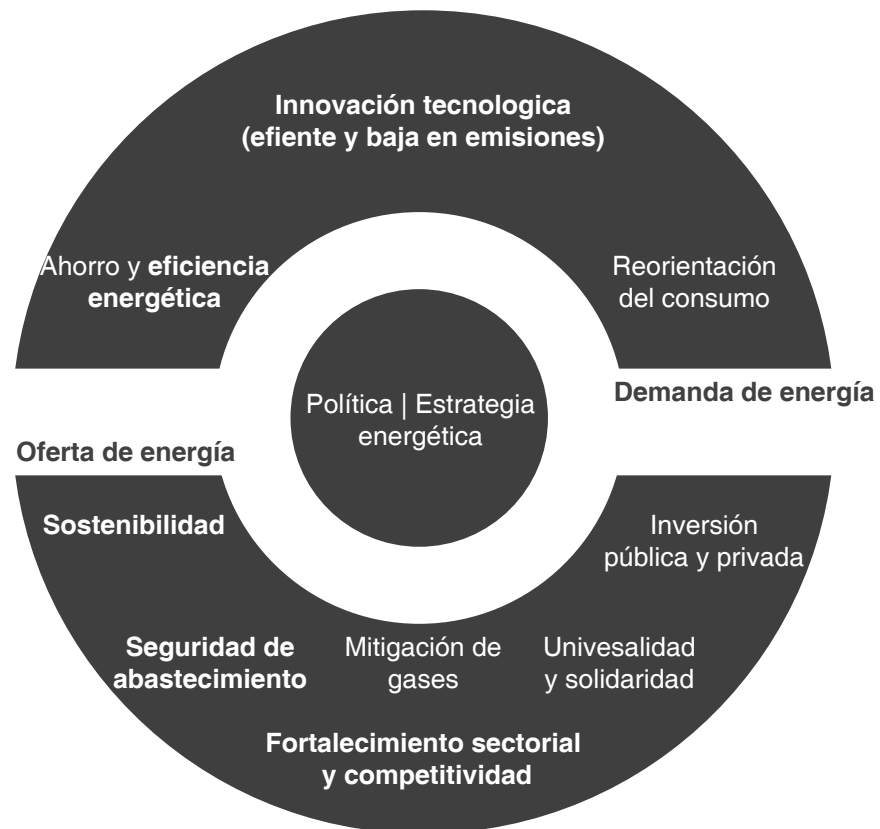 Innovación tecnologica
(efiente y baja en emisiones)
Ahorro y eficiencia
energética
Reorientación
del consumo
Demanda de energía
Política | Estrategia
energética
Oferta de energía
Sostenibilidad
Inversión
pública y privada
Seguridad de
abastecimiento
Mitigación de
gases
Univesalidad
y solidaridad
Fortalecimiento sectorial
y competitividad